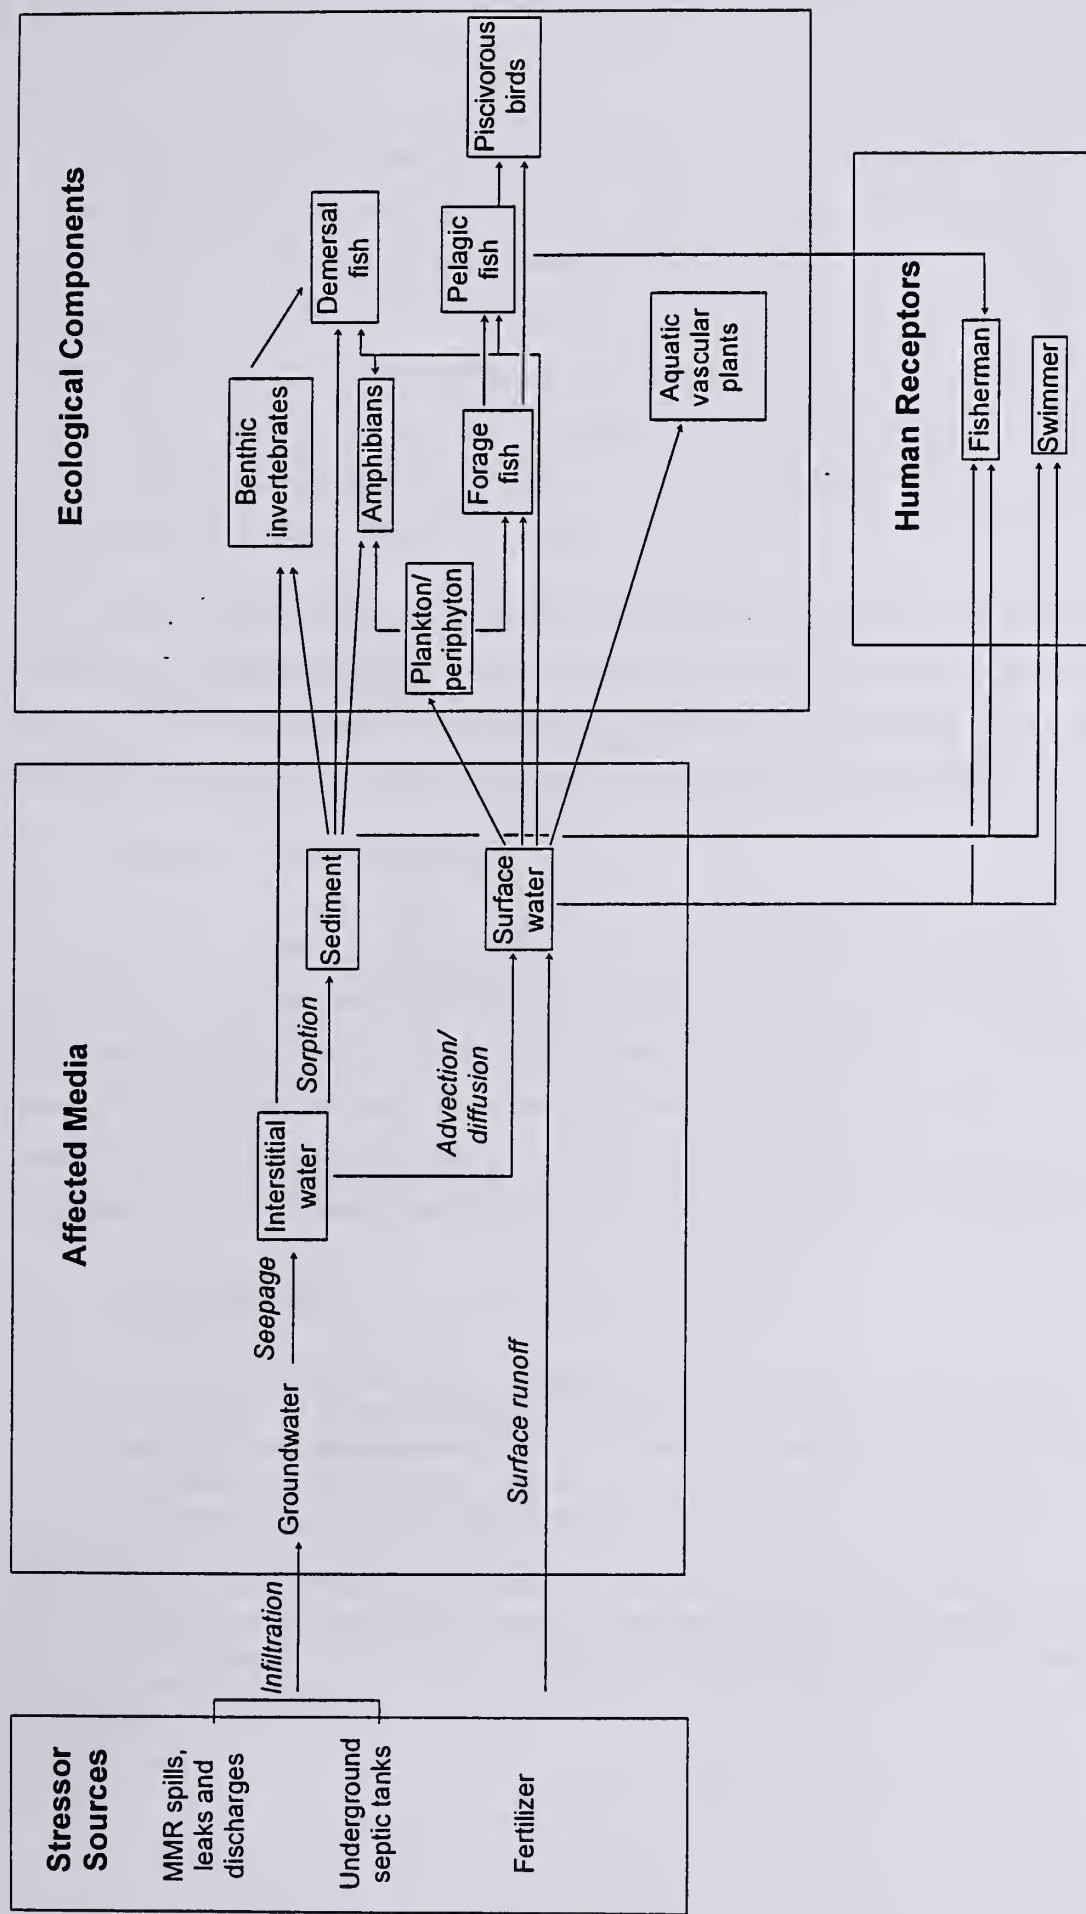 Stressor
Sources
MMR spills,
leaks and
discharges
Underground
septic tanks
Fertilizer
Infiltration
Affected Media
Groundwater
Seepage
Interstitial
water
Sorption
Sediment
Advection/
diffusion
Surface
water
Surface runoff
Ecological Components
Benthic
invertebrates
Demersal
fish
Amphibians
Plankton/
periphyton
Forage
fish
Pelagic
fish
Piscivorous
birds
Aquatic
vascular
plants
Human Receptors
Fisherman
Swimmer